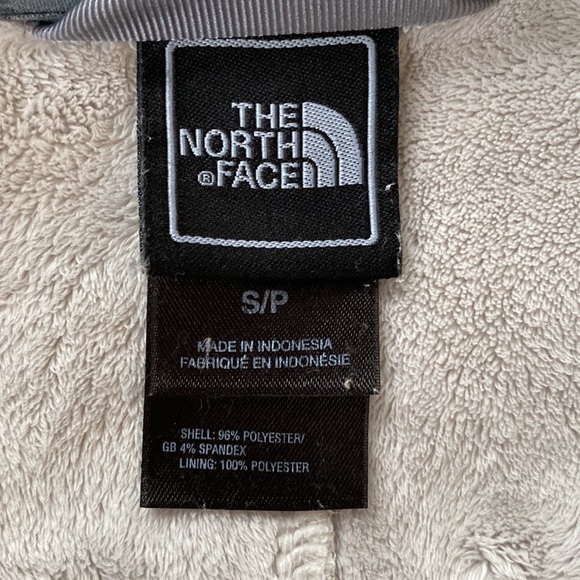 THE
NORTH
®FACE
S/P
MADE IN INDONESIA
FABRIQUÉ EN INDONÉSIE
SHELL: 96% POLYESTER/
GB 4% SPANDEX
LINING: 100% POLYESTER